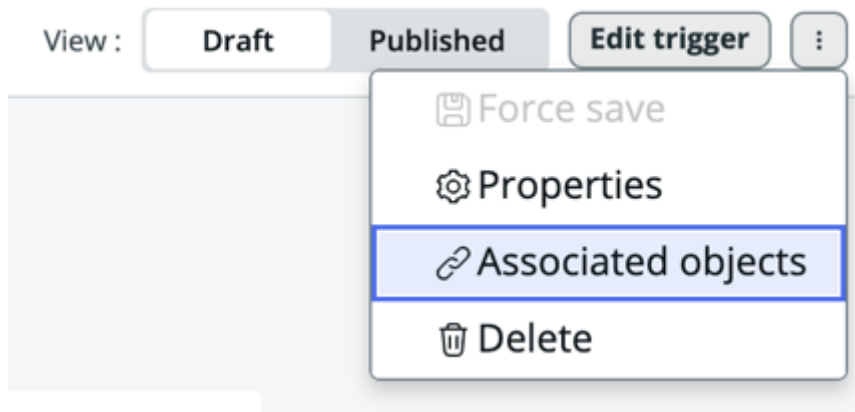 View : Draft Published Edit trigger
Force save
Properties
Associated objects
Delete